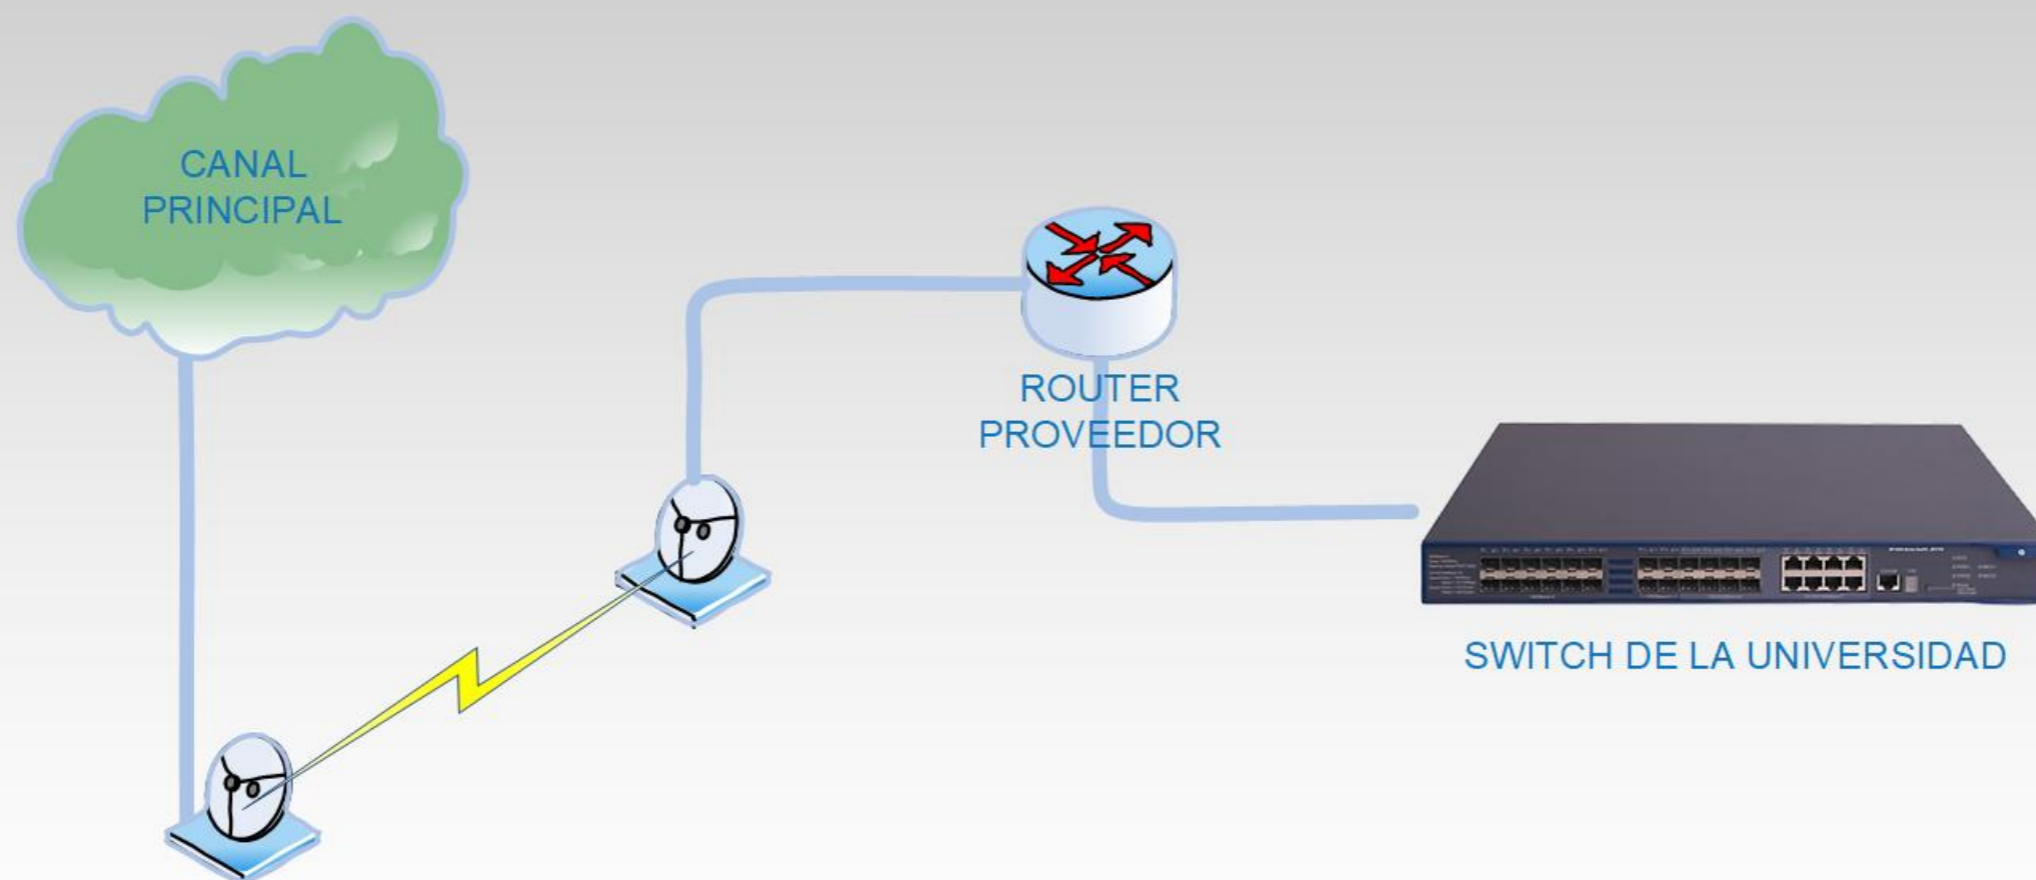 CANAL
PRINCIPAL
ROUTER
PROVEEDOR
SWITCH DE LA UNIVERSIDAD